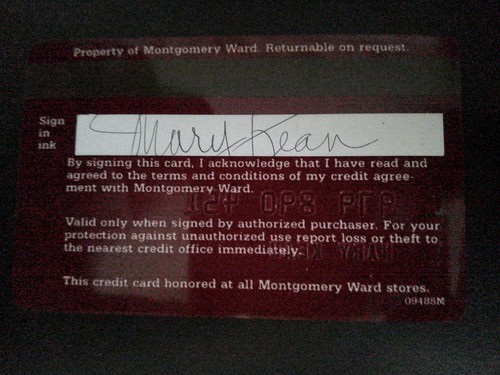 Property of Montgomery Ward. Returnable on request.
Sign
in
ink
Mary Kean
By signing this card, I acknowledge that I have read and
agreed to the terms and conditions of my credit agree-
ment with Montgomery Ward.
Valid only when signed by authorized purchaser. For your
protection against unauthorized use report loss or theft to
the nearest credit office immediately.
This credit card honored at all Montgomery Ward stores.
09488M